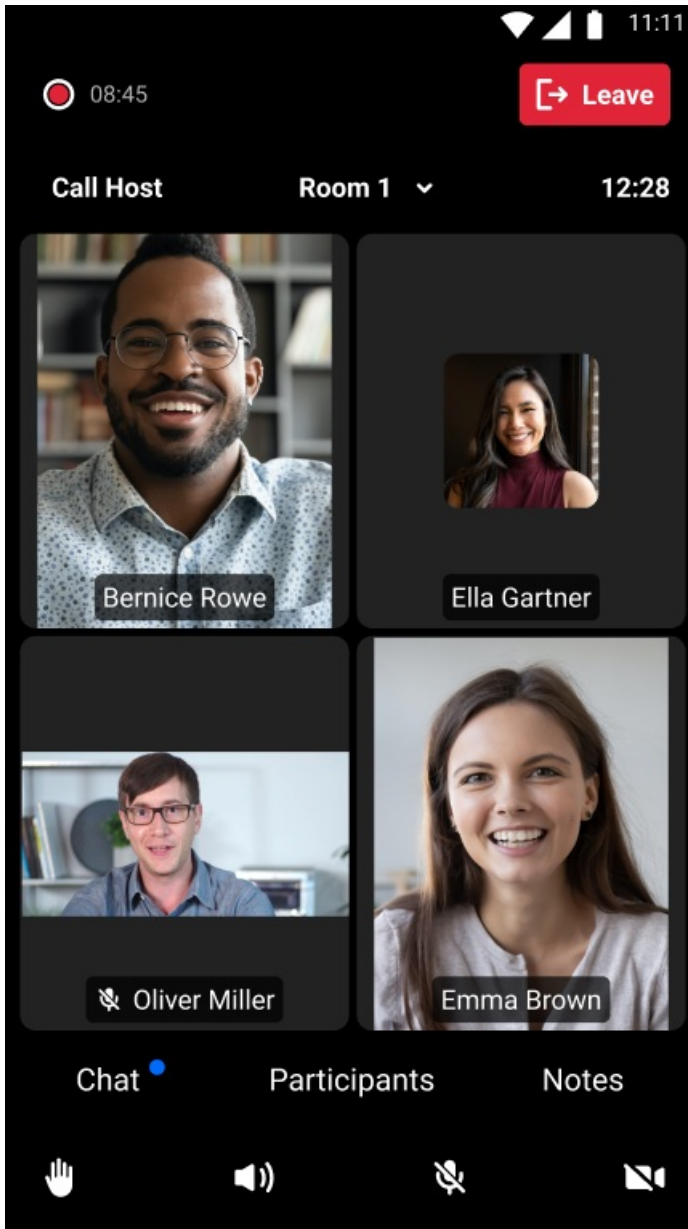 11:11
08:45
Leave
Call Host
Room 1
12:28
Bernice Rowe
Ella Gartner
Oliver Miller
Emma Brown
Chat
Participants
Notes